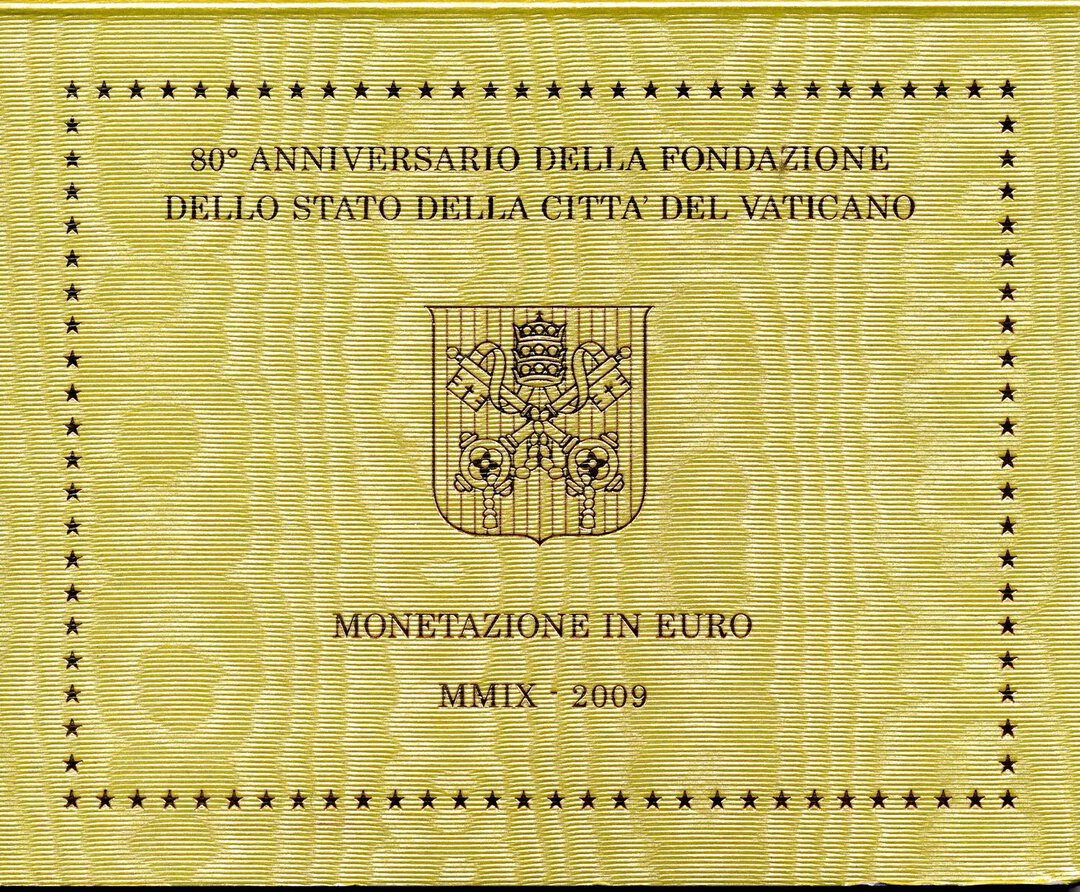 80° ANNIVERSARIO DELLA FONDAZIONE
DELLO STATO DELLA CITTA' DEL VATICANO
MONETAZIONE IN EURO
MMIX - 2009